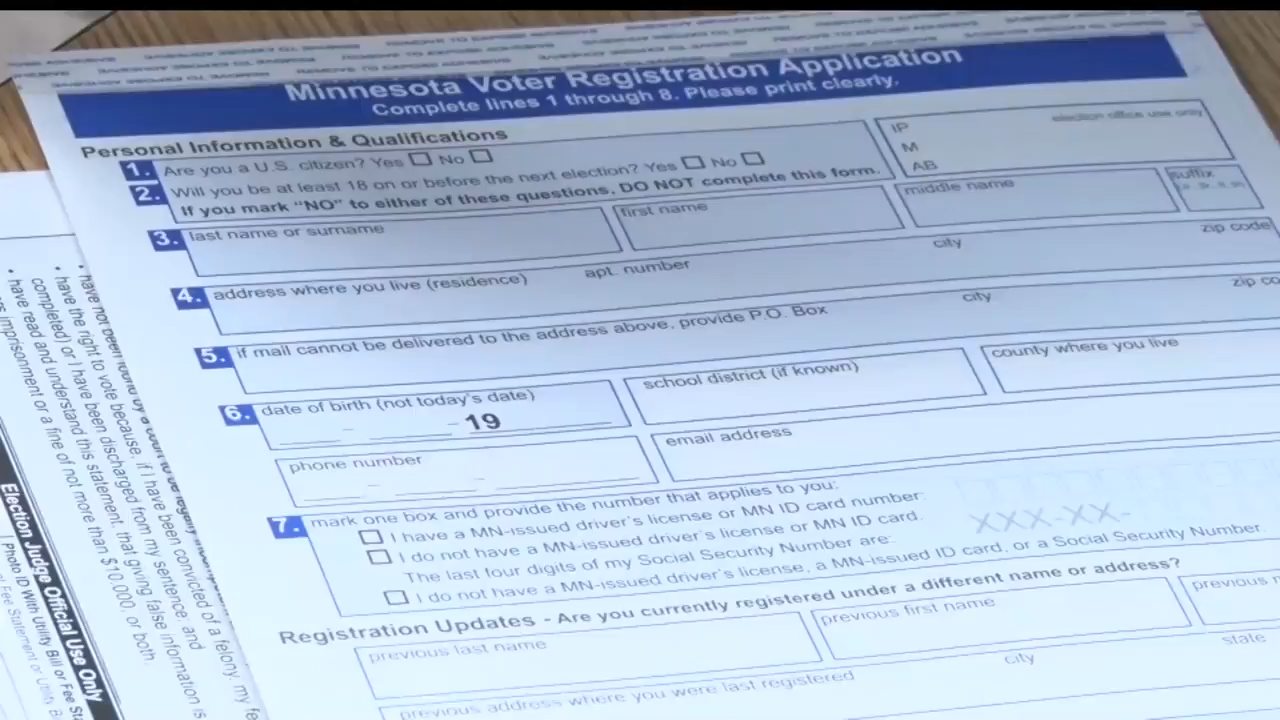 Minnesota Voter Registration Application
Complete lines 1 through 8. Please print clearly.
Personal Information & Qualifications
1. Are you a U.S. citizen? Yes No
2. Will you be at least 18 on or before the next election? Yes No
If you mark "NO" to either of these questions, DO NOT complete this form.
election office use only
IP
M
AB
3. last name or surname
first name
middle name
suffix
4. address where you live (residence) apt. number city zip code
5. if mail cannot be delivered to the address above, provide P.O. Box city zip co
6. date of birth (not today's date)
19
school district (if known)
county where you live
phone number
email address
7. mark one box and provide the number that applies to you:
I have a MN-issued driver's license or MN ID card number:
I do not have a MN-issued driver's license or MN ID card.
The last four digits of my Social Security Number are: XXX-XX-
I do not have a MN-issued driver's license, a MN-issued ID card, or a Social Security Number.
Registration Updates - Are you currently registered under a different name or address?
previous last name
previous first name
previous
previous address where you were last registered city state
completed) or I have been discharged from my sentence, and
• have the right to vote because, if I have been convicted of a felony, my fe
• have read and understand this statement, that giving false information is
imprisonment or a fine of not more than $10,000, or both.
Election Judge Official Use Only
Photo ID With Utility Bill or Fee Sta